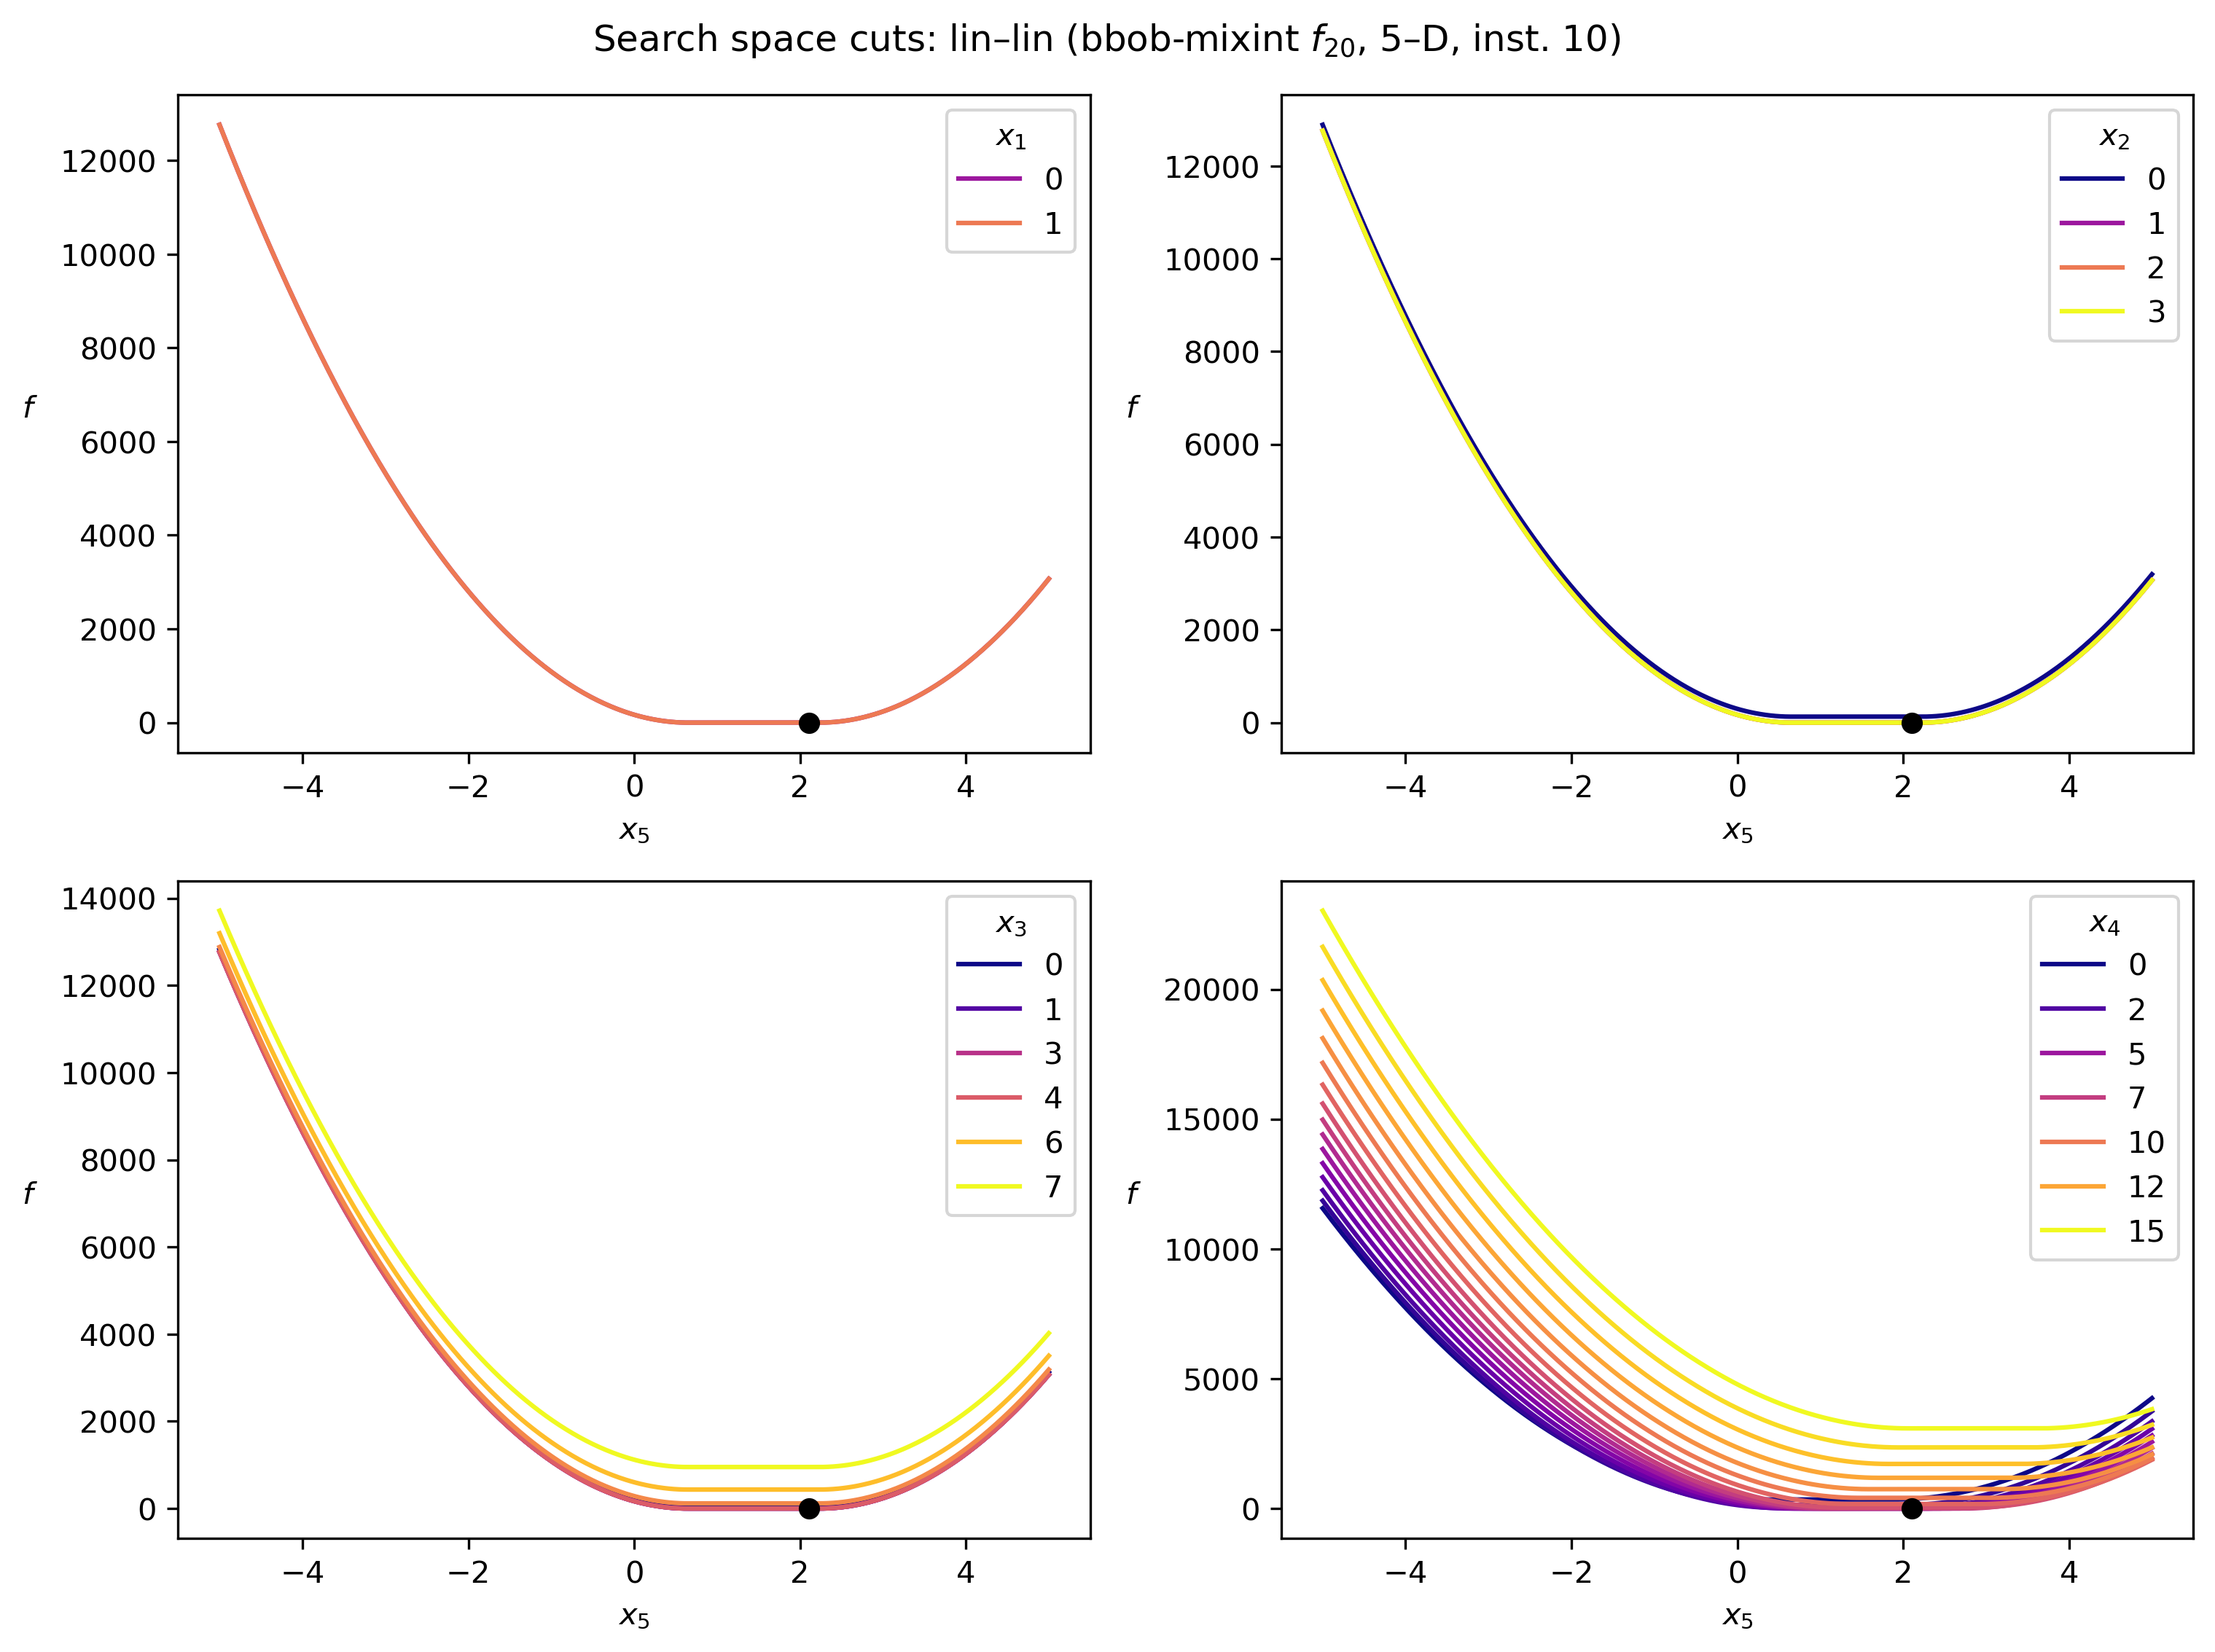 Search space cuts: lin–lin (bbob-mixint f20, 5–D, inst. 10)
12000
10000
8000
6000
4000
2000
0
f
−4 −2 0 2 4
x5
x1
0
1
12000
10000
8000
6000
4000
2000
0
f
−4 −2 0 2 4
x5
x2
0
1
2
3
14000
12000
10000
8000
6000
4000
2000
0
f
−4 −2 0 2 4
x5
x3
0
1
3
4
6
7
20000
15000
10000
5000
0
f
−4 −2 0 2 4
x5
x4
0
2
5
7
10
12
15